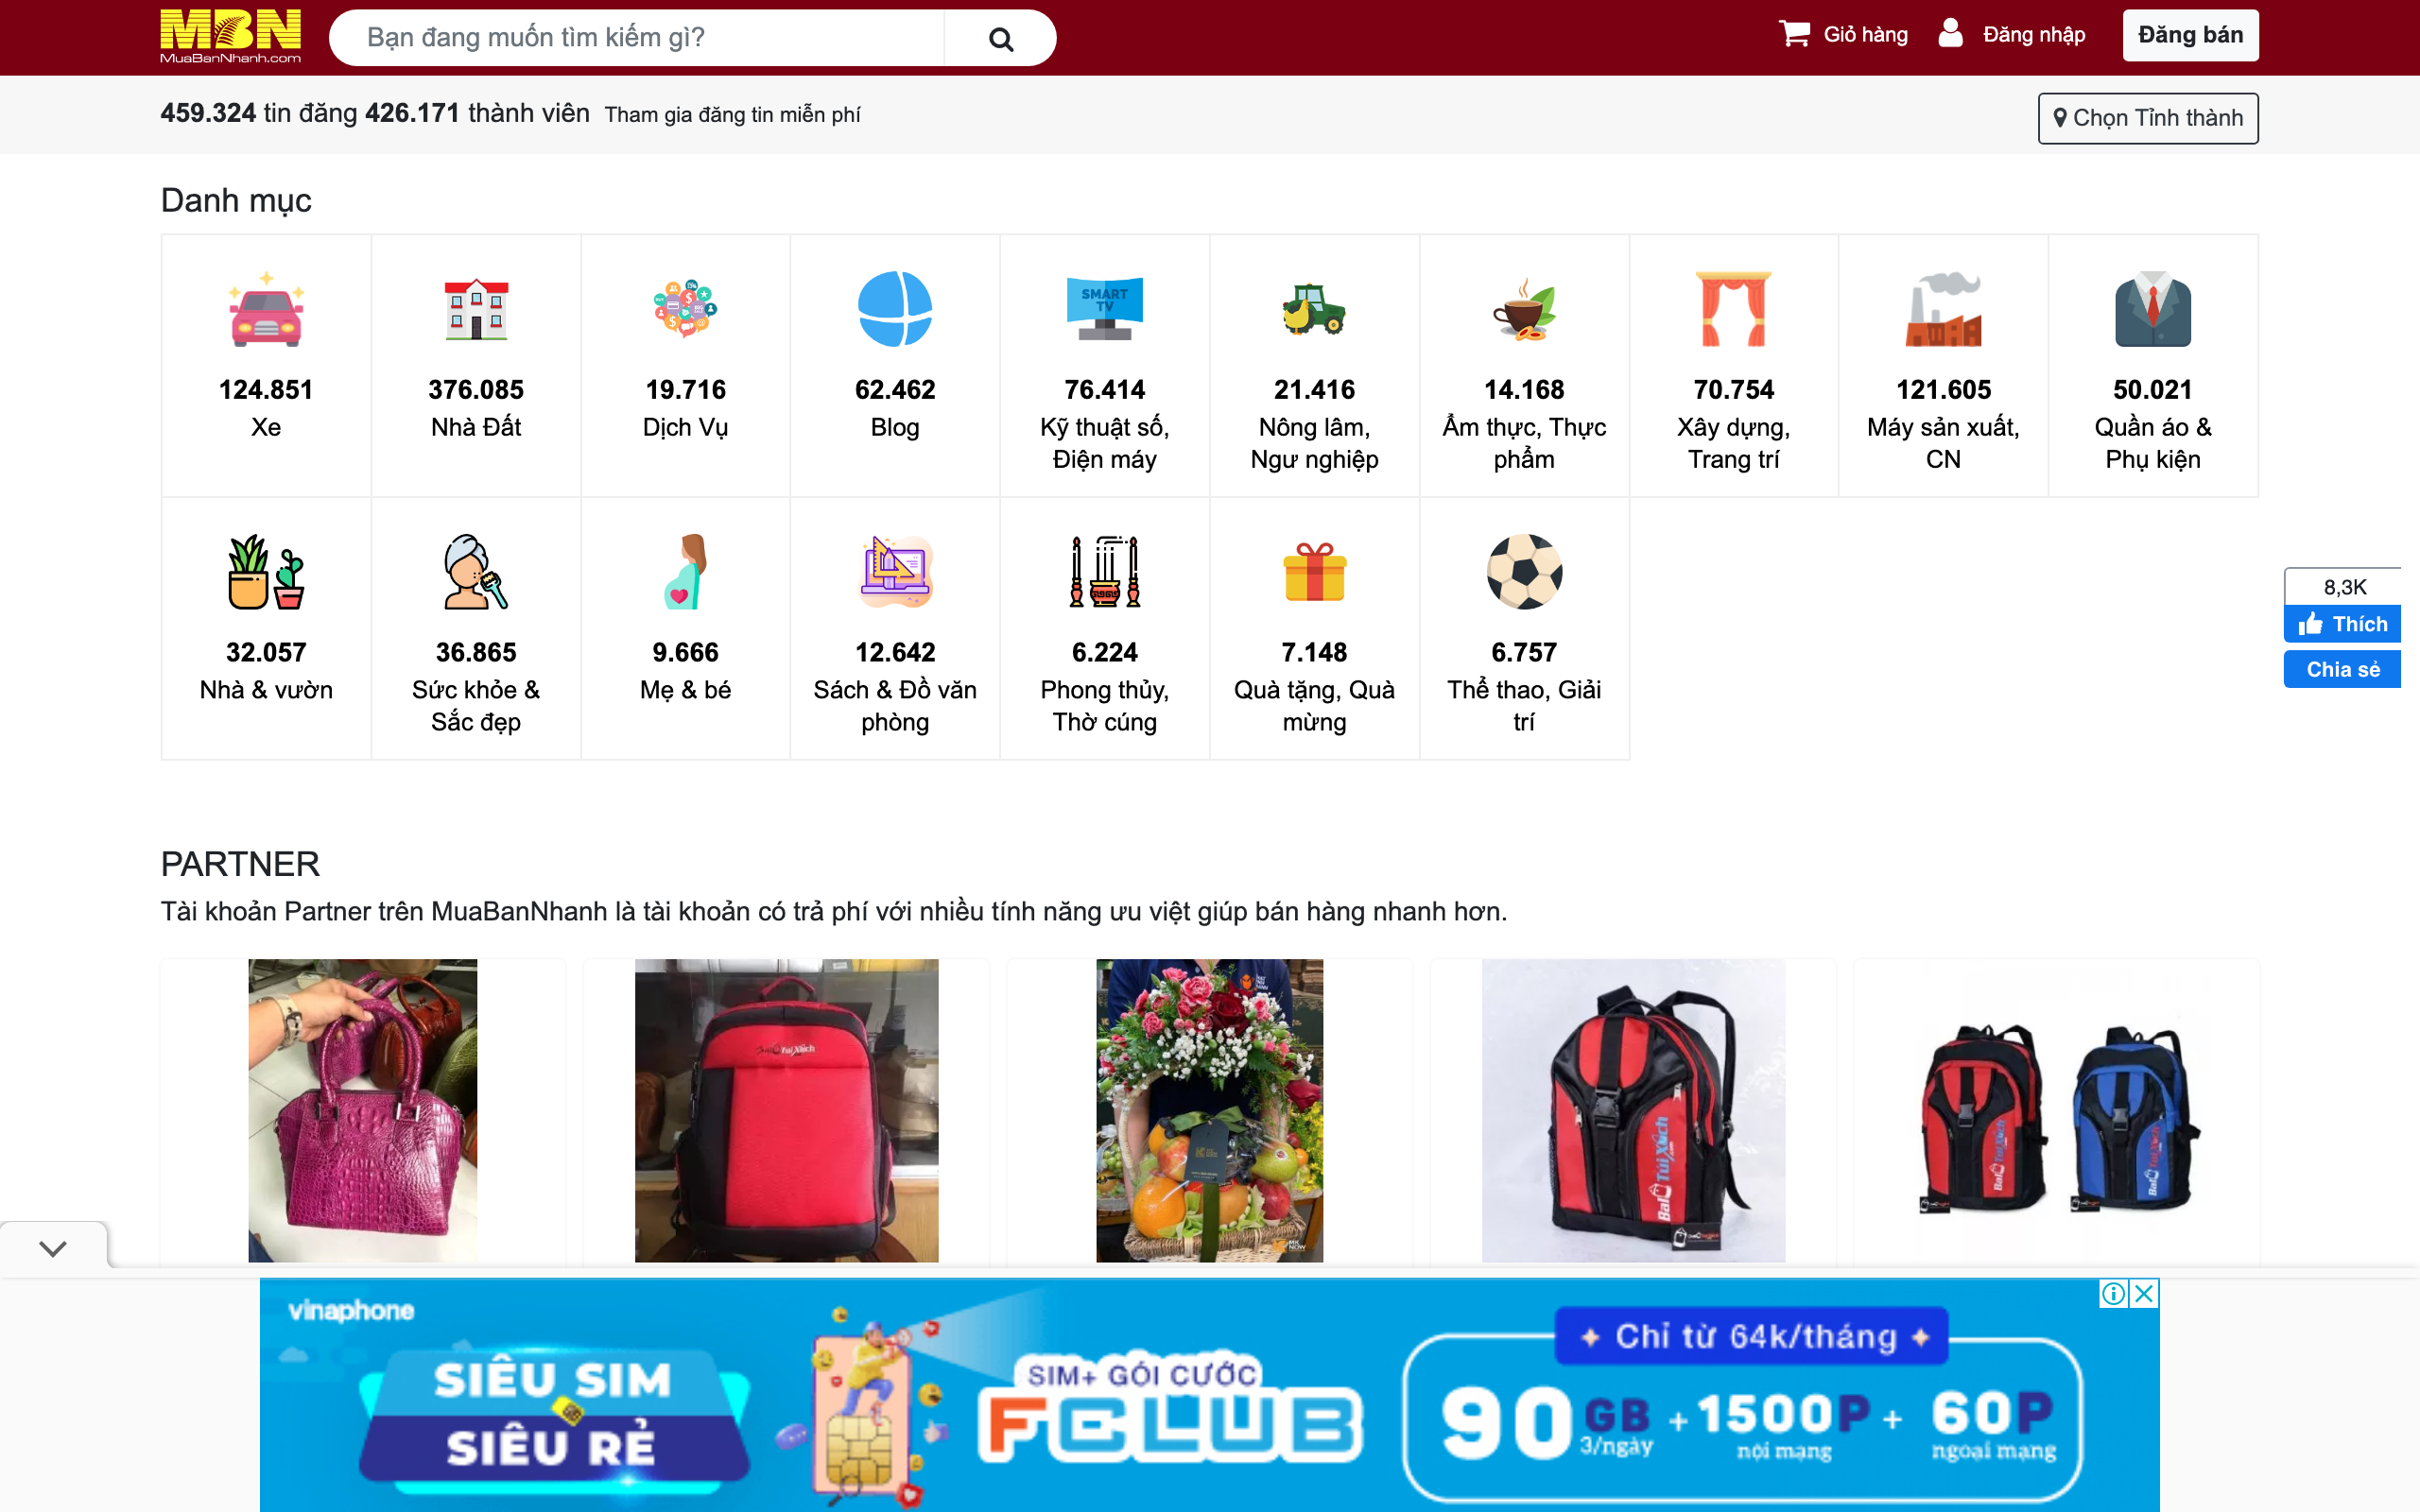 MBN
MuaBanNhanh.com
Bạn đang muốn tìm kiếm gì?
Giỏ hàng
Đăng nhập
Đăng bán
459.324 tin đăng 426.171 thành viên Tham gia đăng tin miễn phí
Chọn Tỉnh thành
Danh mục
SMART
TV
124.851
Xe
376.085
Nhà Đất
19.716
Dịch Vụ
62.462
Blog
76.414
Kỹ thuật số,
Điện máy
21.416
Nông lâm,
Ngư nghiệp
14.168
Ẩm thực, Thực
phẩm
70.754
Xây dựng,
Trang trí
121.605
Máy sản xuất,
CN
50.021
Quần áo &
Phụ kiện
32.057
Nhà & vườn
36.865
Sức khỏe &
Sắc đẹp
9.666
Mẹ & bé
12.642
Sách & Đồ văn
phòng
6.224
Phong thủy,
Thờ cúng
7.148
Quà tặng, Quà
mừng
6.757
Thể thao, Giải
trí
8,3K
Thích
Chia sẻ
PARTNER
Tài khoản Partner trên MuaBanNhanh là tài khoản có trả phí với nhiều tính năng ưu việt giúp bán hàng nhanh hơn.
TuiXach
BaloTuiXach
BaloTuiXach
BaloTuiXach
MK
NOW
vinaphone
SIÊU SIM
SIÊU RẺ
SIM+ GÓI CƯỚC
FCLUB
Chỉ từ 64k/tháng
90 GB
3/ngày
+ 1500P
nội mạng
+ 60P
ngoại mạng